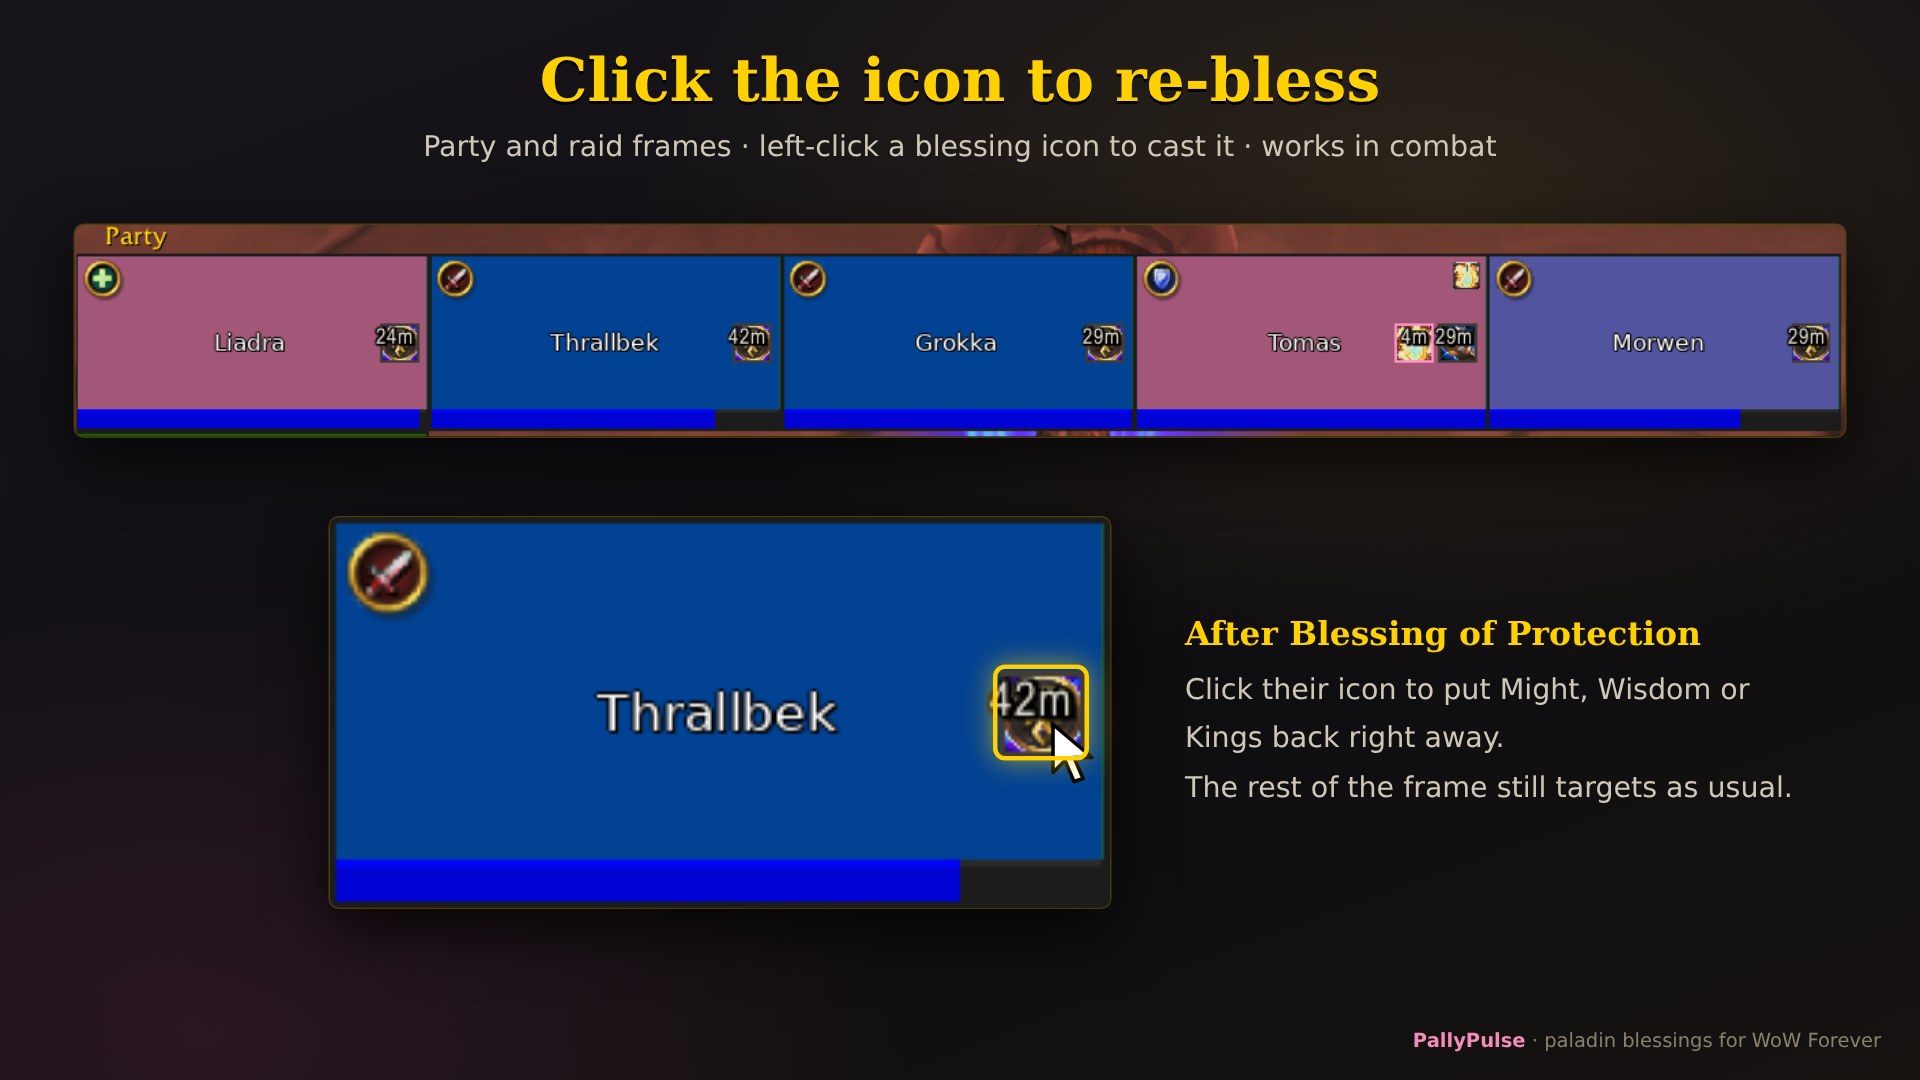 Click the icon to re-bless
Party and raid frames · left-click a blessing icon to cast it · works in combat
Party
Liadra 24m
Thrallbek 42m
Grokka 29m
Tomas 4m 29m
Morwen 29m
Thrallbek 42m
After Blessing of Protection
Click their icon to put Might, Wisdom or
Kings back right away.
The rest of the frame still targets as usual.
PallyPulse · paladin blessings for WoW Forever